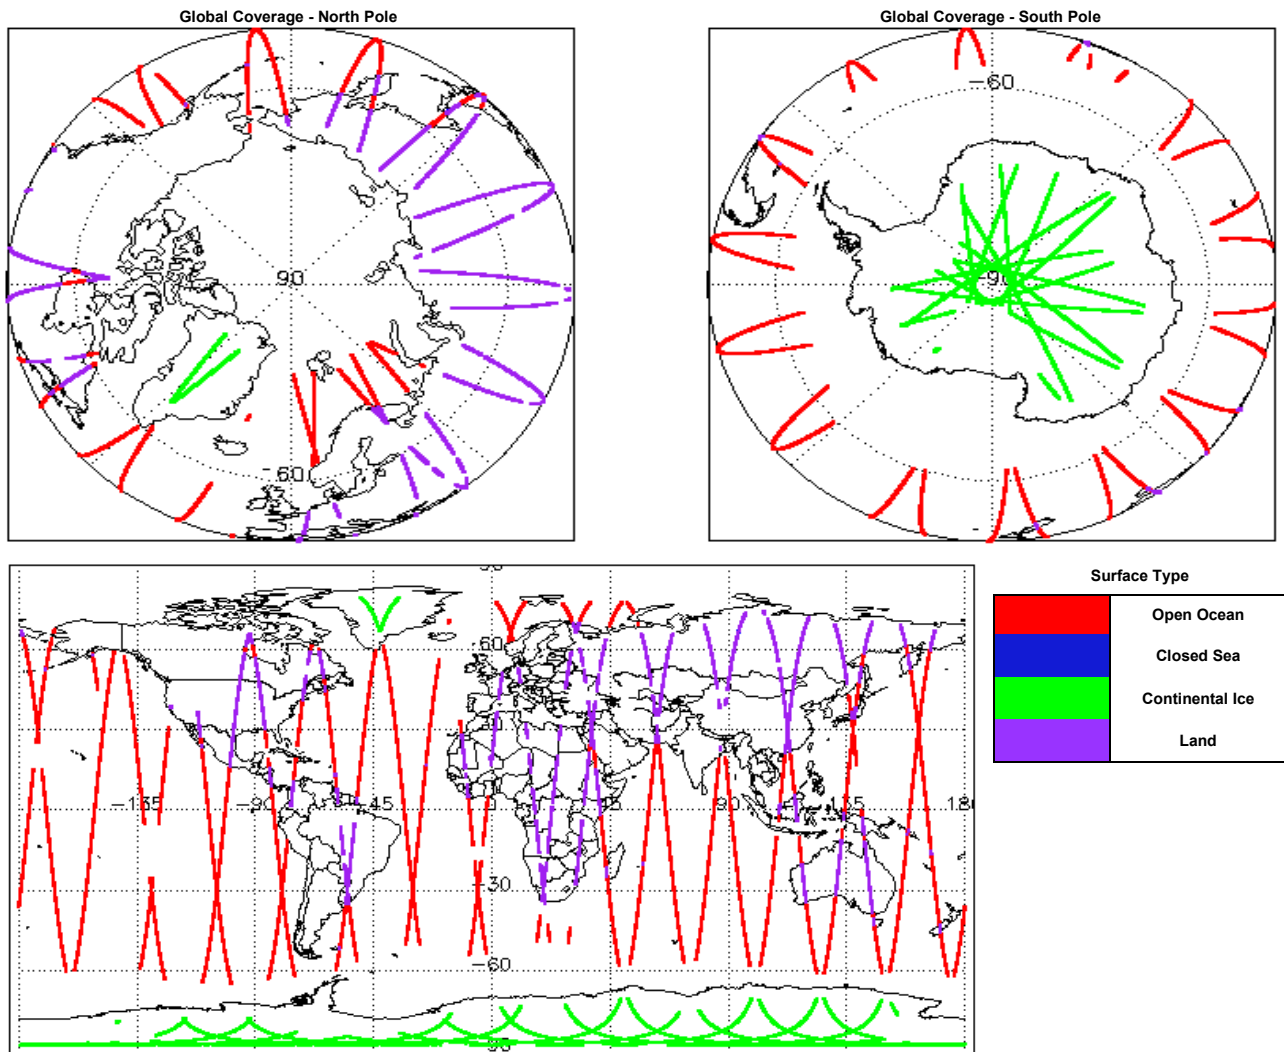 Global Coverage - North Pole
Global Coverage - South Pole
90
60
-60
-90
Surface Type
Open Ocean
Closed Sea
Continental Ice
Land
60
-135
-90
-45
0
45
90
135
180
-30
-60